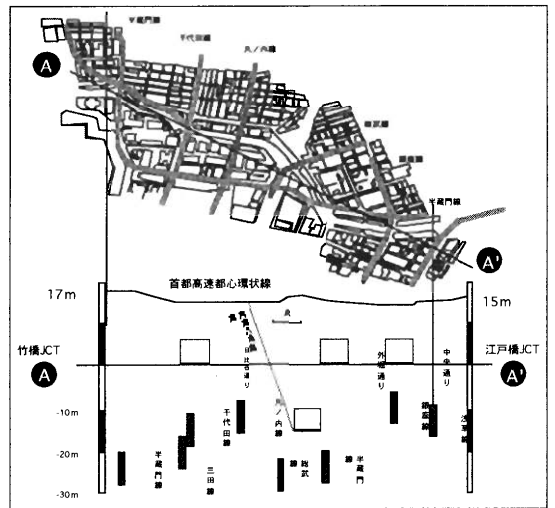 半蔵門線
千代田線
丸ノ内線
A
総武線
銀座線
半蔵門線
A'
首都高速都心環状線
17m
15m
竹橋JCT
江戸橋JCT
日比谷通り
外堀通り
中央通り
A
A'
-10m
-20m
-30m
千代田線
丸ノ内線
銀座線
浅草線
半蔵門線
三田線
総武線
半蔵門線